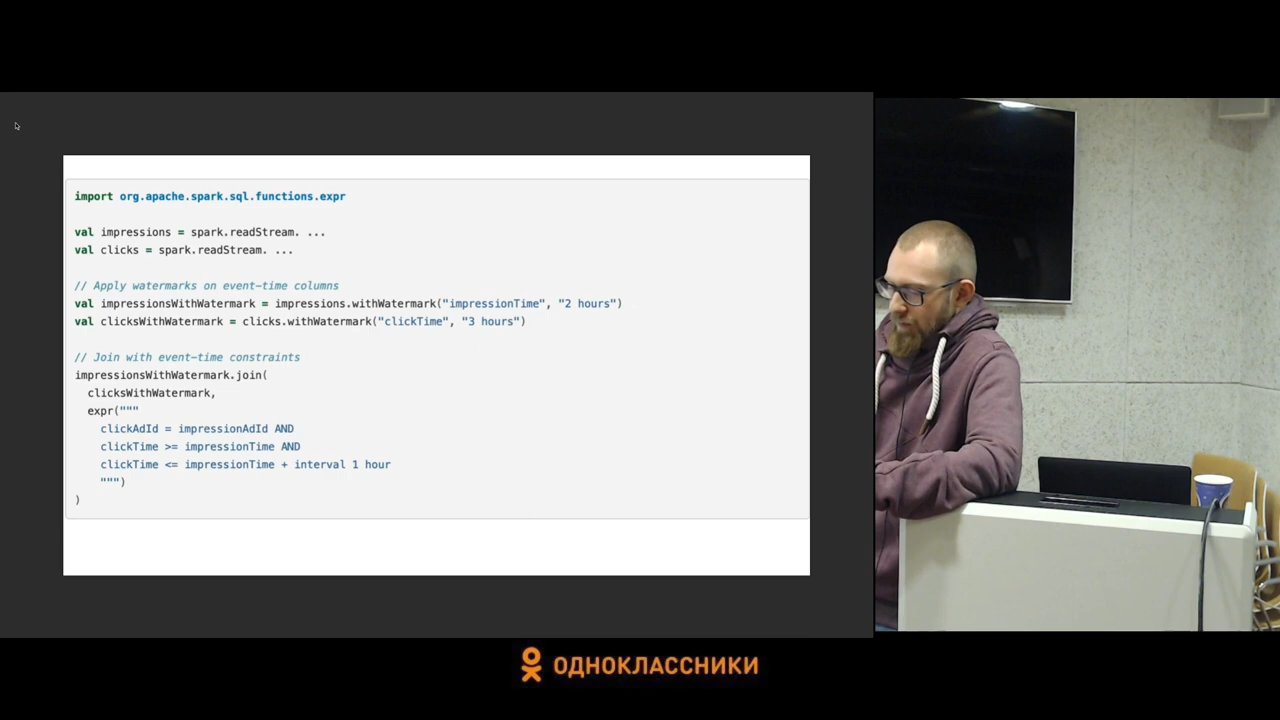 import org.apache.spark.sql.functions.expr
val impressions = spark.readStream. ...
val clicks = spark.readStream. ...
// Apply watermarks on event-time columns
val impressionsWithWatermark = impressions.withWatermark("impressionTime", "2 hours")
val clicksWithWatermark = clicks.withWatermark("clickTime", "3 hours")
// Join with event-time constraints
impressionsWithWatermark.join(
clicksWithWatermark,
expr("""
clickAdId = impressionAdId AND
clickTime >= impressionTime AND
clickTime <= impressionTime + interval 1 hour
""")
)
ОДНОКЛАССНИКИ